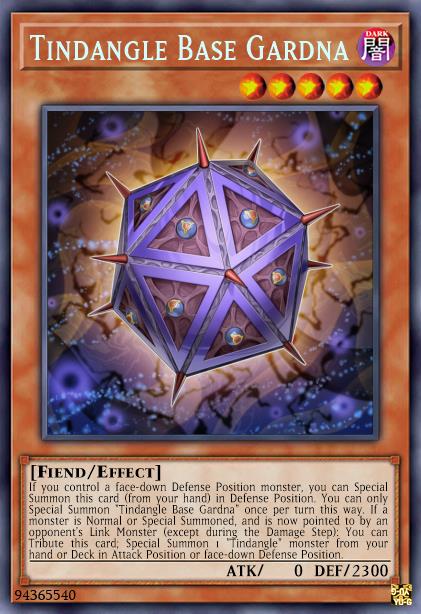 TINDANGLE BASE GARDNA
DARK
闇
[FIEND/EFFECT]
If you control a face-down Defense Position monster, you can Special
Summon this card (from your hand) in Defense Position. You can only
Special Summon "Tindangle Base Gardna" once per turn this way. If a
monster is Normal or Special Summoned, and is now pointed to by an
opponent's Link Monster (except during the Damage Step): You can
Tribute this card; Special Summon 1 "Tindangle" monster from your
hand or Deck in Attack Position or face-down Defense Position.
ATK/ 0 DEF/2300
94365540